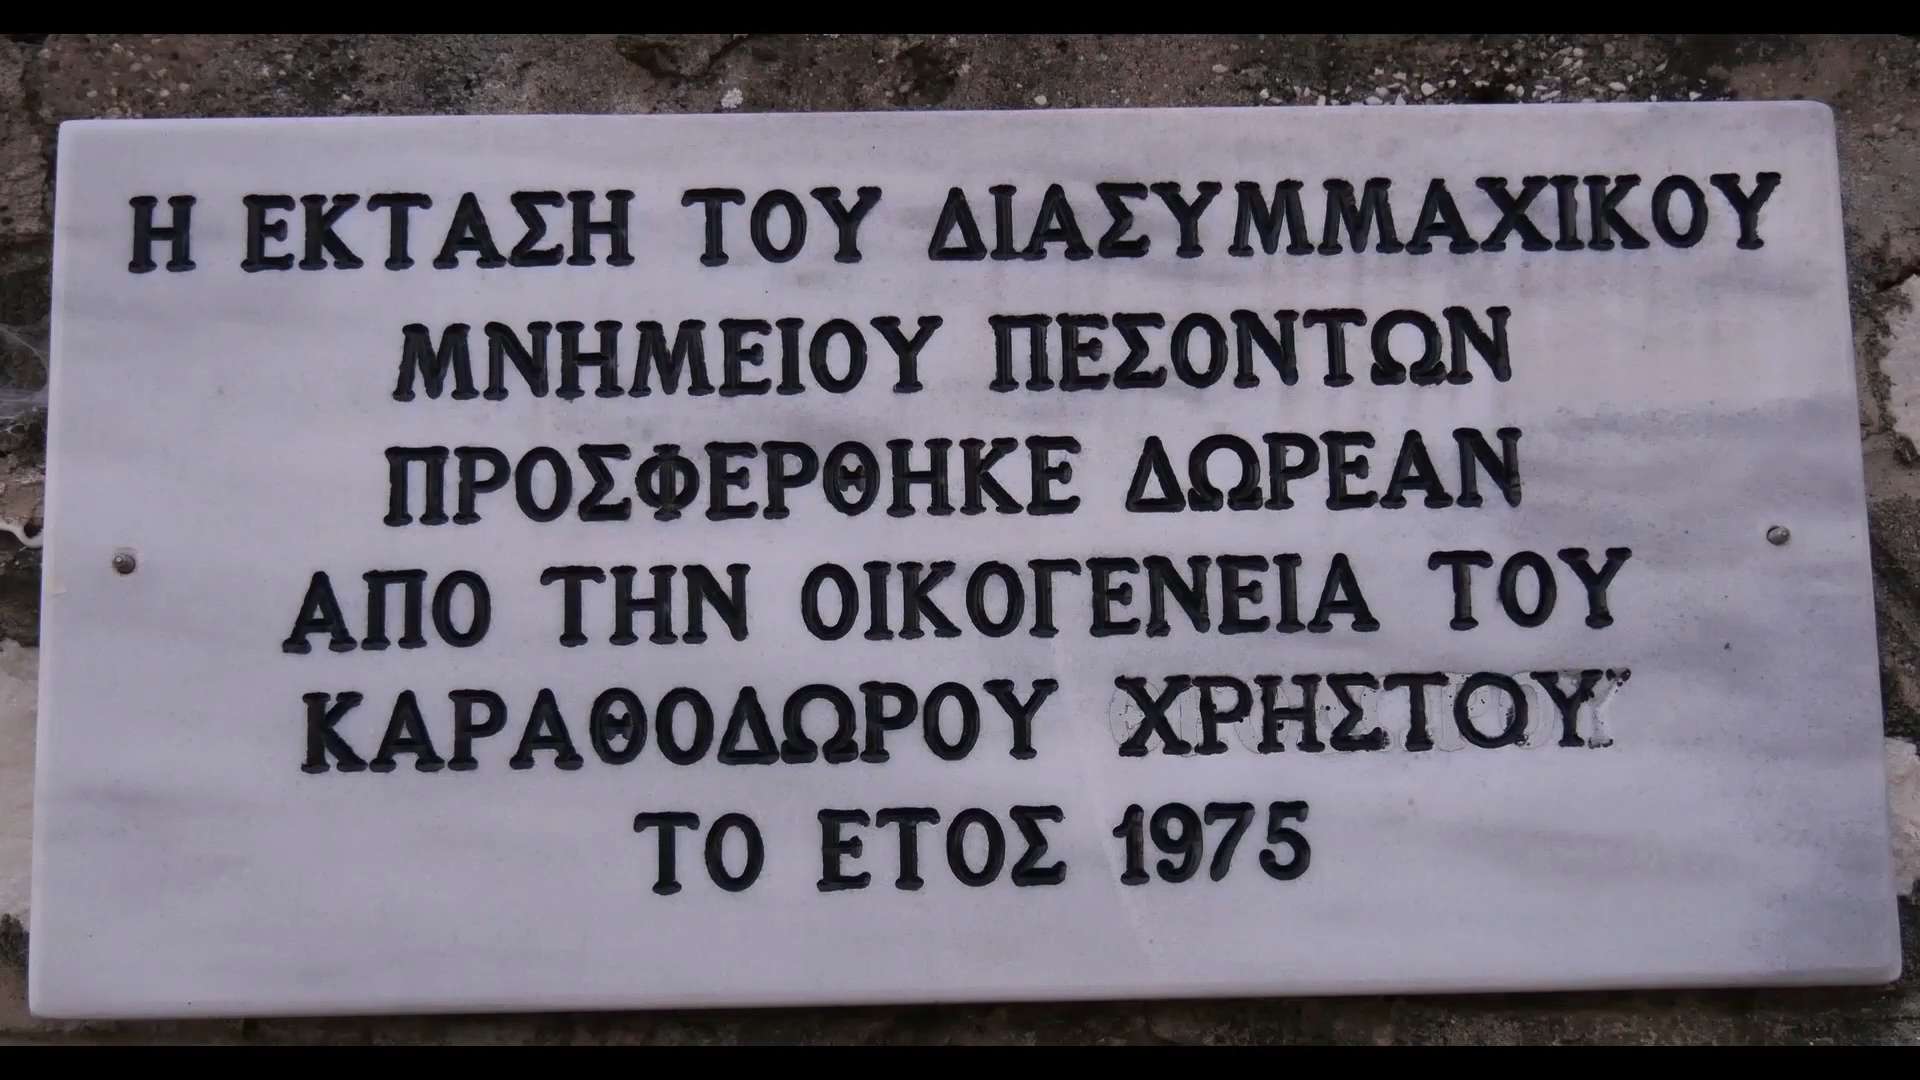 Η ΕΚΤΑΣΗ ΤΟΥ ΔΙΑΣΥΜΜΑΧΙΚΟΥ
ΜΝΗΜΕΙΟΥ ΠΕΣΟΝΤΩΝ
ΠΡΟΣΦΕΡΘΗΚΕ ΔΩΡΕΑΝ
ΑΠΟ ΤΗΝ ΟΙΚΟΓΕΝΕΙΑ ΤΟΥ
ΚΑΡΑΘΟΔΩΡΟΥ ΧΡΗΣΤΟΥ
ΤΟ ΕΤΟΣ 1975